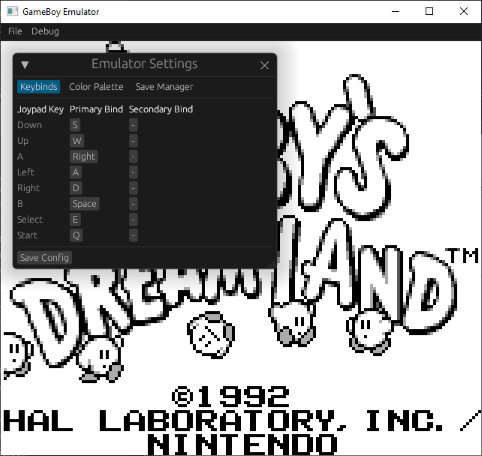 GameBoy Emulator
File Debug
Emulator Settings
Keybinds Color Palette Save Manager
Joypad Key Primary Bind Secondary Bind
Down S -
Up W -
A Right -
Left A -
Right D -
B Space -
Select E -
Start Q -
Save Config
BY'S
DREAM LAND TM
©1992
HAL LABORATORY, INC. /
NINTENDO